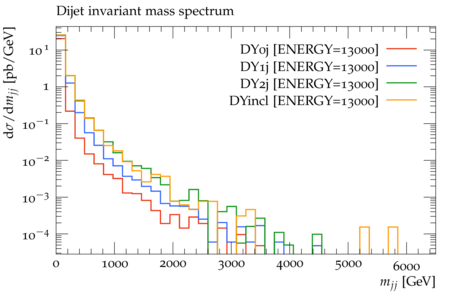 Dijet invariant mass spectrum
dσ/dm_jj [pb/GeV]
10^1
1
10^−1
10^−2
10^−3
10^−4
DY0j [ENERGY=13000]
DY1j [ENERGY=13000]
DY2j [ENERGY=13000]
DYincl [ENERGY=13000]
0 1000 2000 3000 4000 5000 6000
m_jj [GeV]